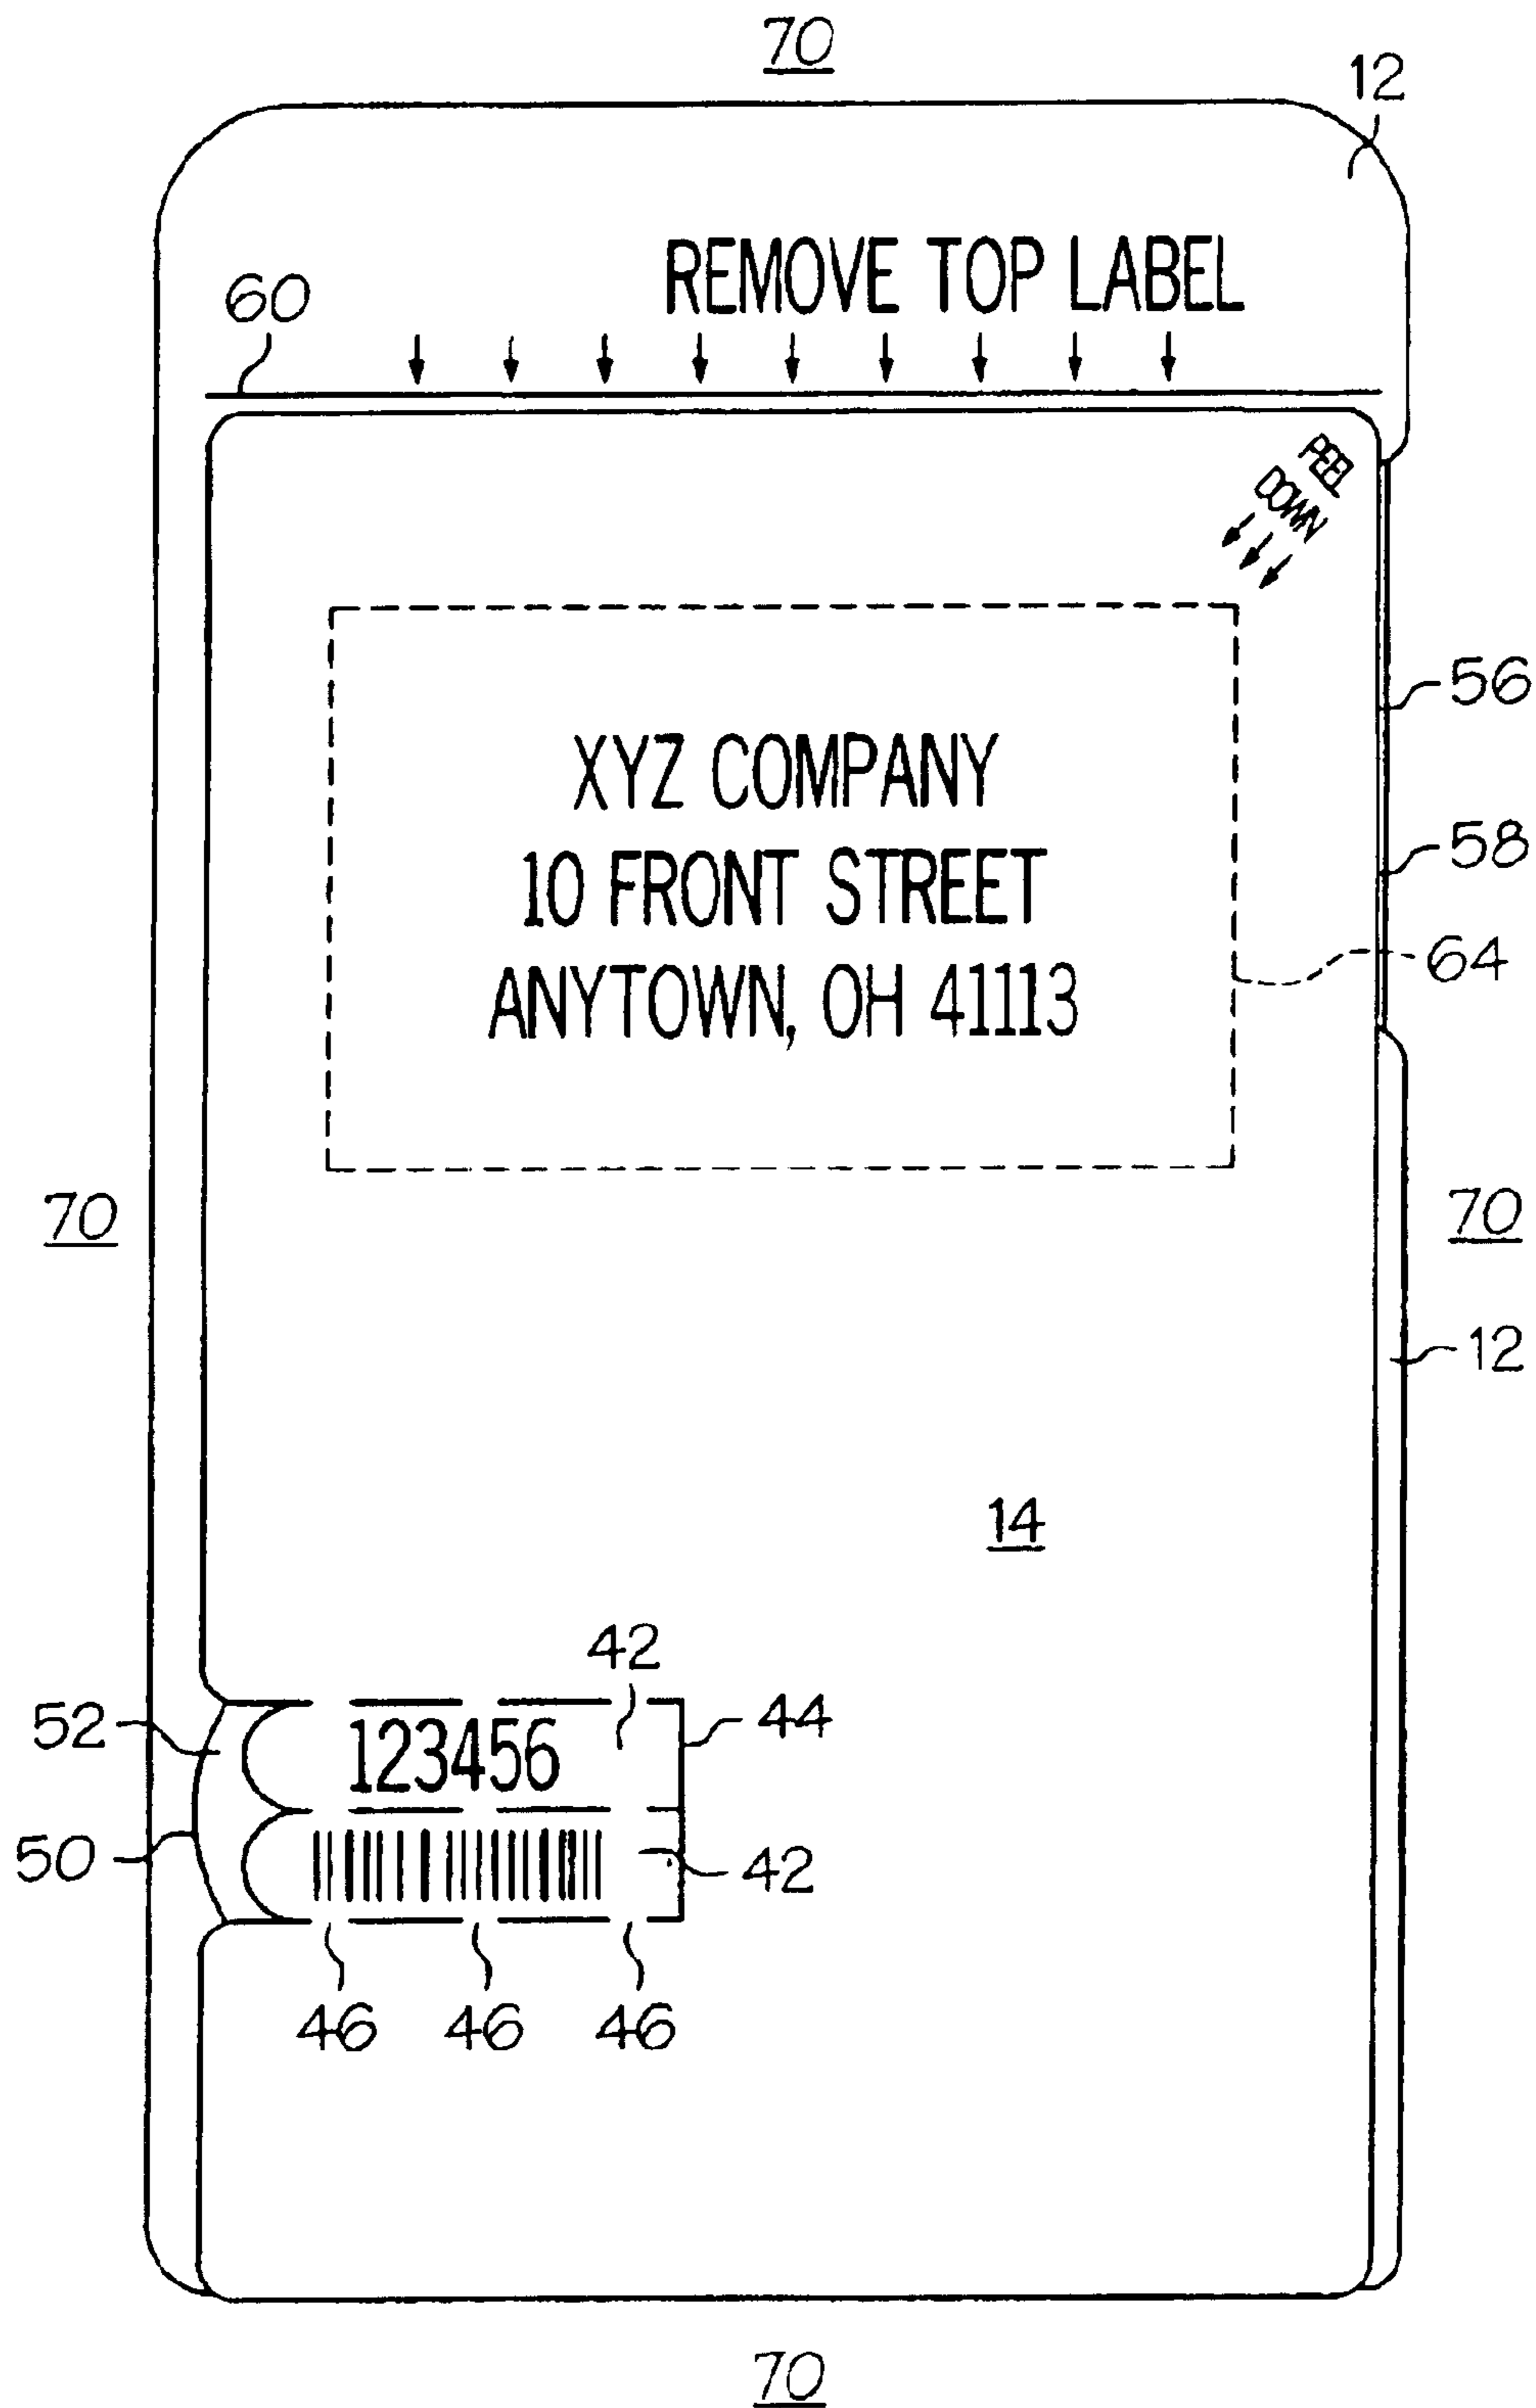 70
12
REMOVE TOP LABEL
60
PEEL
DOWN
56
XYZ COMPANY
58
10 FRONT STREET
64
ANYTOWN, OH 41113
70
70
12
14
42
52
123456
44
50
42
46 46 46
70